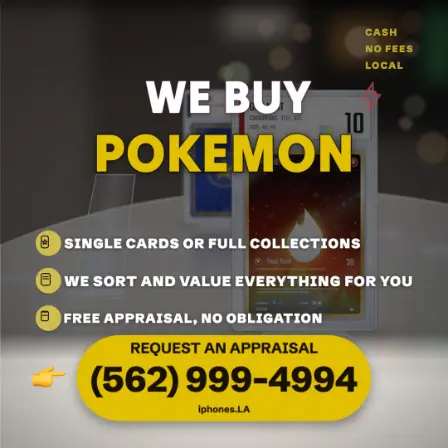 CASH
NO FEES
LOCAL
WE BUY
10
POKEMON
SINGLE CARDS OR FULL COLLECTIONS
WE SORT AND VALUE EVERYTHING FOR YOU
FREE APPRAISAL, NO OBLIGATION
REQUEST AN APPRAISAL
(562) 999-4994
iphones.LA